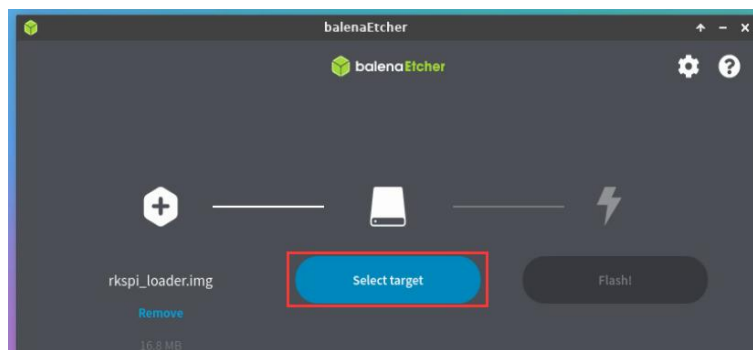 balenaEtcher
balenaEtcher
rkspi_loader.img
Select target
Flash!
Remove
16.8 MB